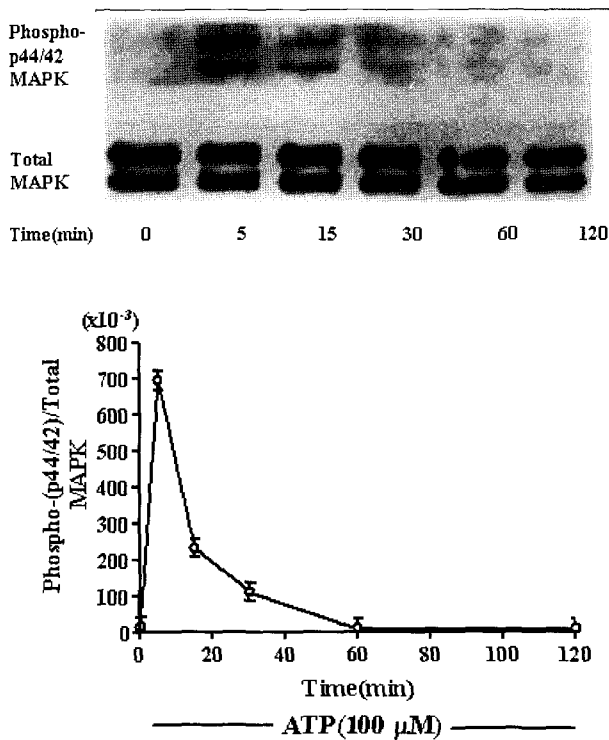 Phospho-
p44/42
MAPK
Total
MAPK
Time(min) 0 5 15 30 60 120
(x10⁻³)
800
700
600
500
400
300
200
100
0
Phospho-(p44/42)/Total
MAPK
0 20 40 60 80 100 120
Time(min)
ATP(100 µM)